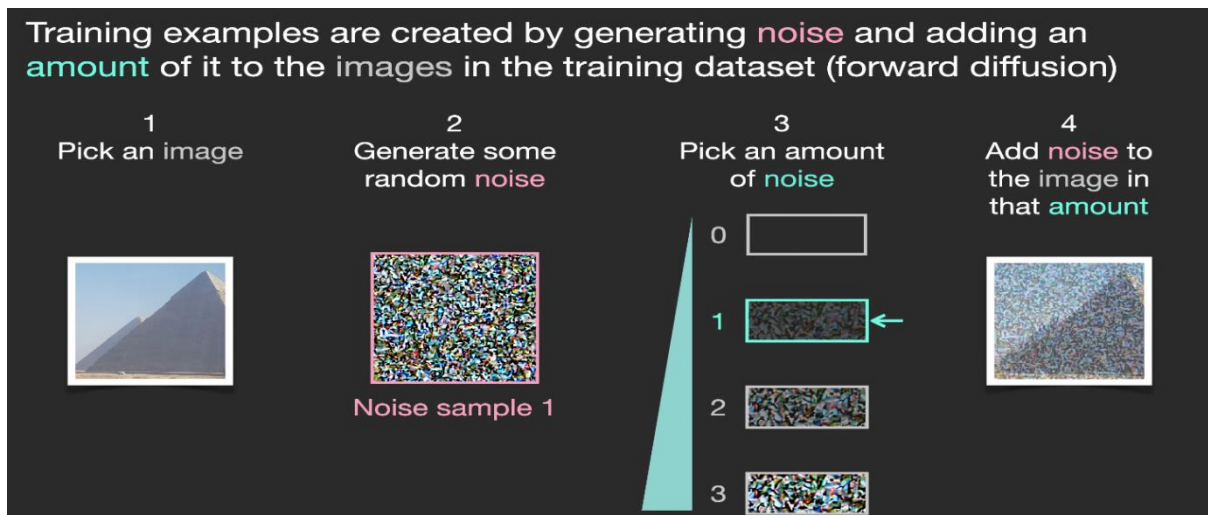 Training examples are created by generating noise and adding an
amount of it to the images in the training dataset (forward diffusion)
1
Pick an image
2
Generate some
random noise
Noise sample 1
3
Pick an amount
of noise
0
1
2
3
4
Add noise to
the image in
that amount